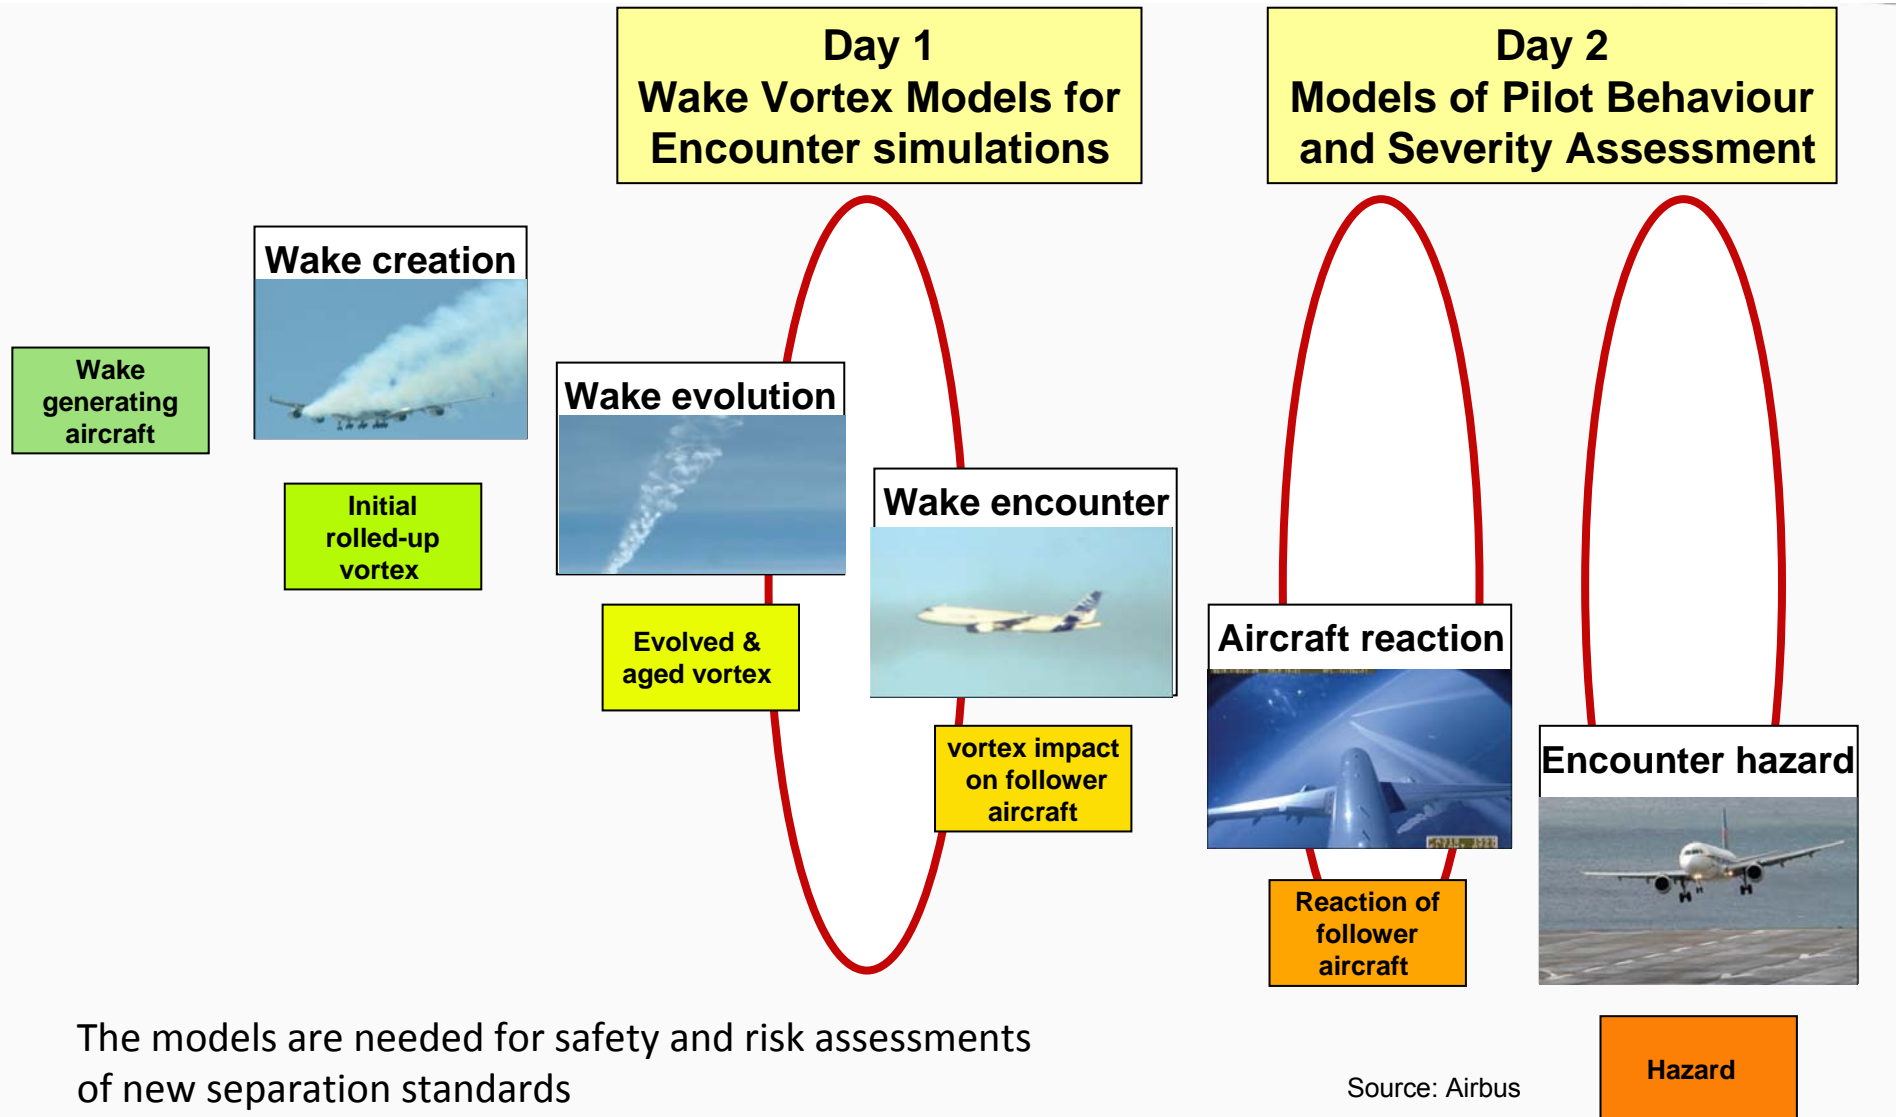 Day 1
Wake Vortex Models for
Encounter simulations
Day 2
Models of Pilot Behaviour
and Severity Assessment
Wake creation
Wake
generating
aircraft
Initial
rolled-up
vortex
Wake evolution
Evolved &
aged vortex
Wake encounter
vortex impact
on follower
aircraft
Aircraft reaction
Reaction of
follower
aircraft
Encounter hazard
Hazard
The models are needed for safety and risk assessments
of new separation standards
Source: Airbus